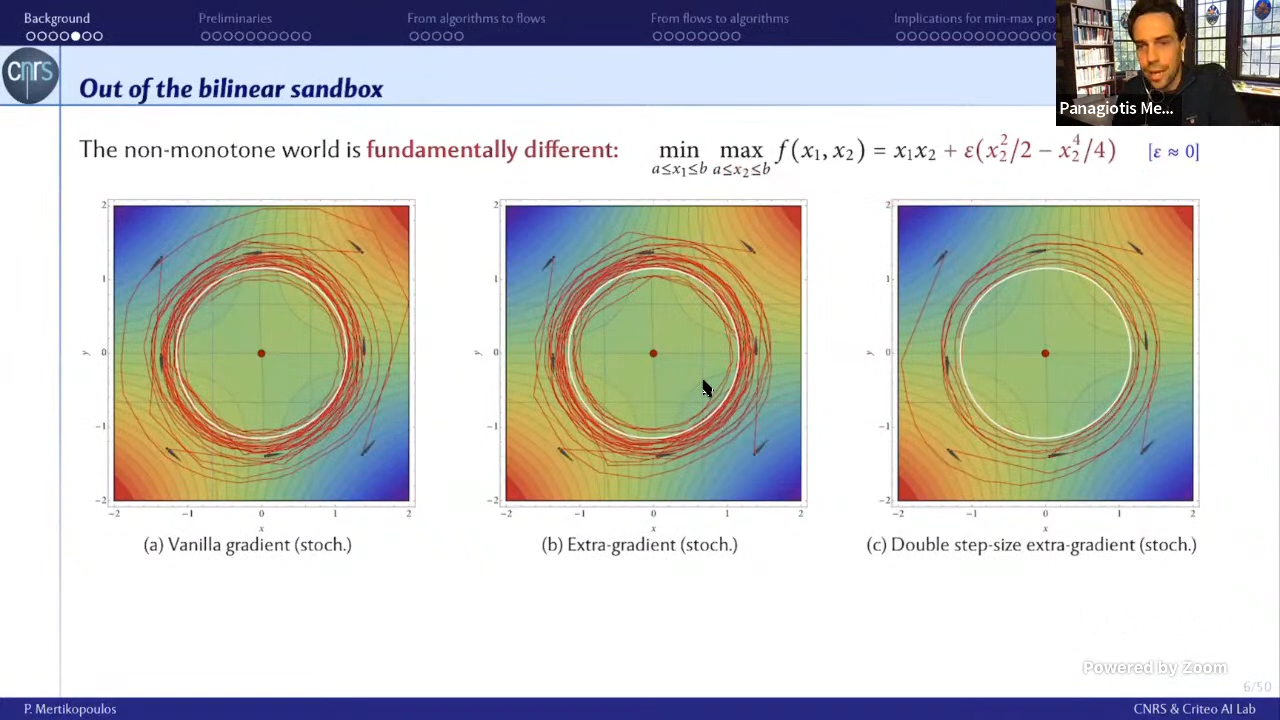 Background Preliminaries From algorithms to flows From flows to algorithms Implications for min-max pro
cnrs
Out of the bilinear sandbox
Panagiotis Me...
The non-monotone world is fundamentally different: min max f(x₁, x₂) = x₁x₂ + ε(x₂²/2 − x₂⁴/4) [ε ≈ 0]
a≤x₁≤b a≤x₂≤b
2 2 2
1 1 1
y 0 y 0 y 0
−1 −1 −1
−2 −2 −2
−2 −1 0 1 2 −2 −1 0 1 2 −2 −1 0 1 2
x x x
(a) Vanilla gradient (stoch.) (b) Extra-gradient (stoch.) (c) Double step-size extra-gradient (stoch.)
Powered by Zoom
6/50
P. Mertikopoulos CNRS & Criteo AI Lab